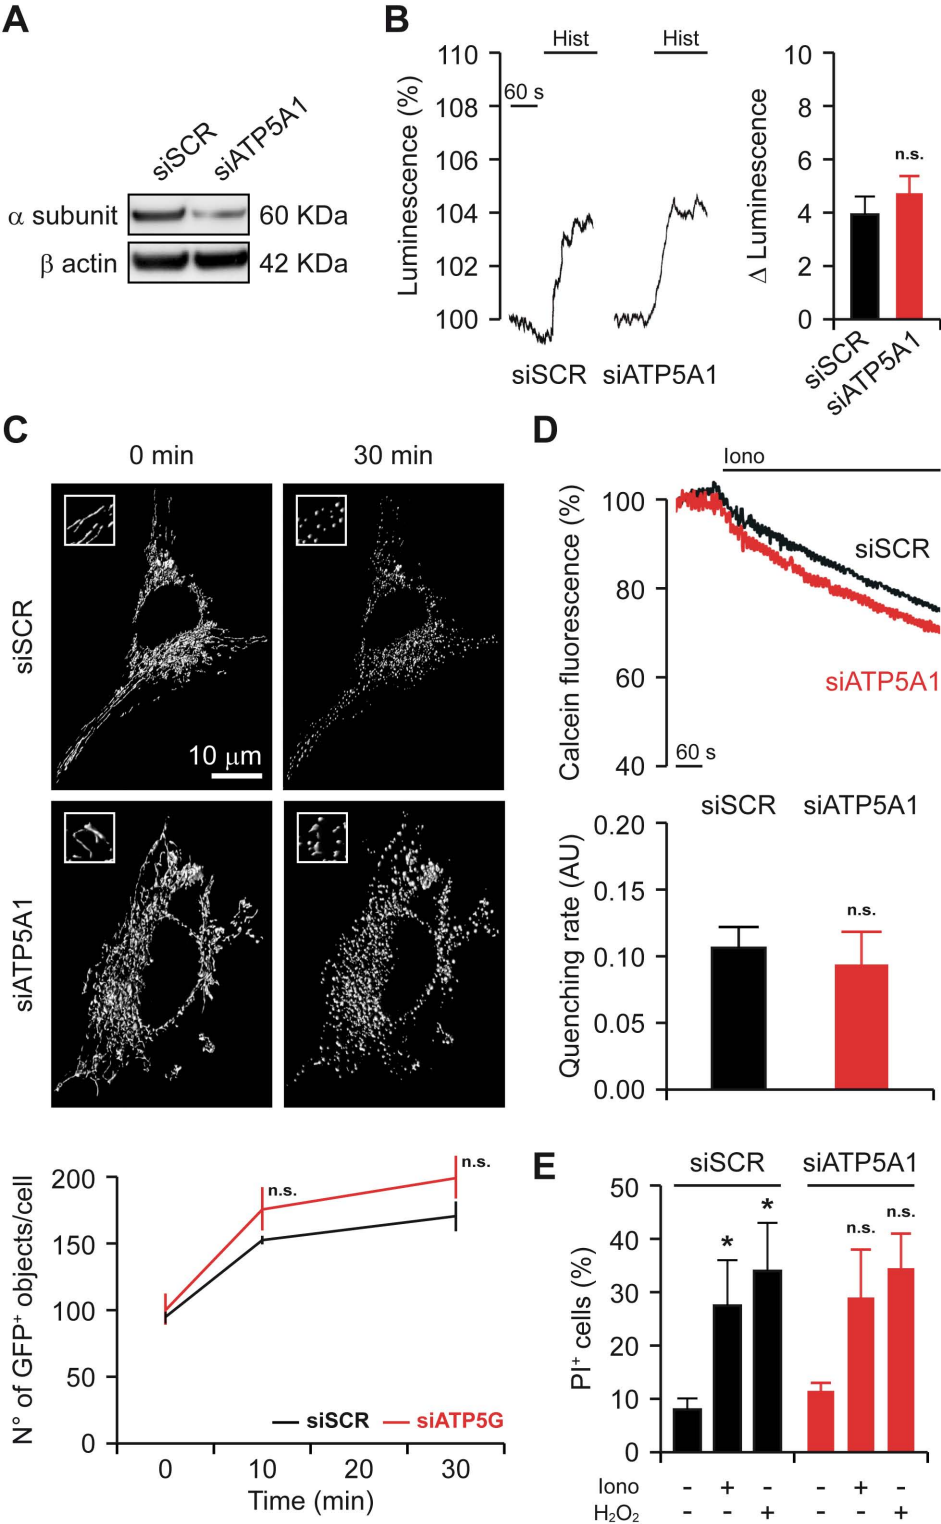 A
siSCR
siATP5A1
α subunit
60 KDa
β actin
42 KDa
B
Hist
Hist
60 s
Luminescence (%)
110
108
106
104
102
100
siSCR
siATP5A1
Δ Luminescence
10
8
6
4
2
0
n.s.
siSCR
siATP5A1
C
0 min
30 min
siSCR
10 µm
siATP5A1
N° of GFP⁺ objects/cell
200
150
100
50
0
n.s.
n.s.
siSCR
siATP5G
0
10
20
30
Time (min)
D
Iono
Calcein fluorescence (%)
100
80
60
40
siSCR
siATP5A1
60 s
siSCR
siATP5A1
Quenching rate (AU)
0.20
0.15
0.10
0.05
0.00
n.s.
E
siSCR
siATP5A1
PI⁺ cells (%)
50
40
30
20
10
0
*
*
n.s.
n.s.
Iono - + - - + -
H₂O₂ - - + - - +